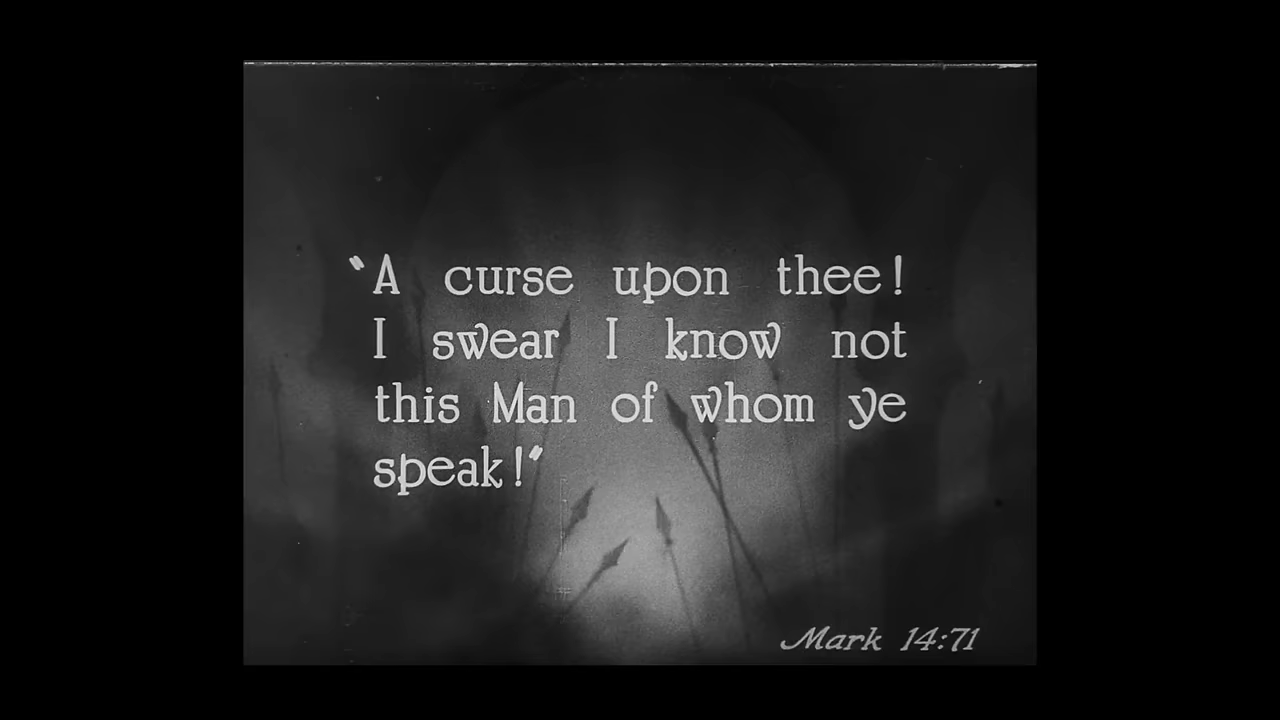 "A curse upon thee!
I swear I know not
this Man of whom ye
speak!"
Mark 14:71